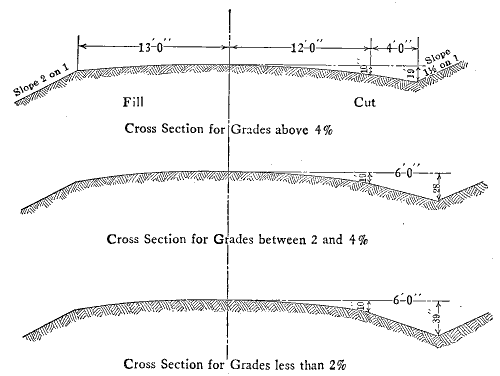 13'-0" 12'-0" 4'-0"
Slope 2 on 1 10" 19 Slope 1½ on 1
Fill Cut
Cross Section for Grades above 4%
10" 6'-0" 28"
Cross Section for Grades between 2 and 4%
10 6'-0" 39"
Cross Section for Grades less than 2%